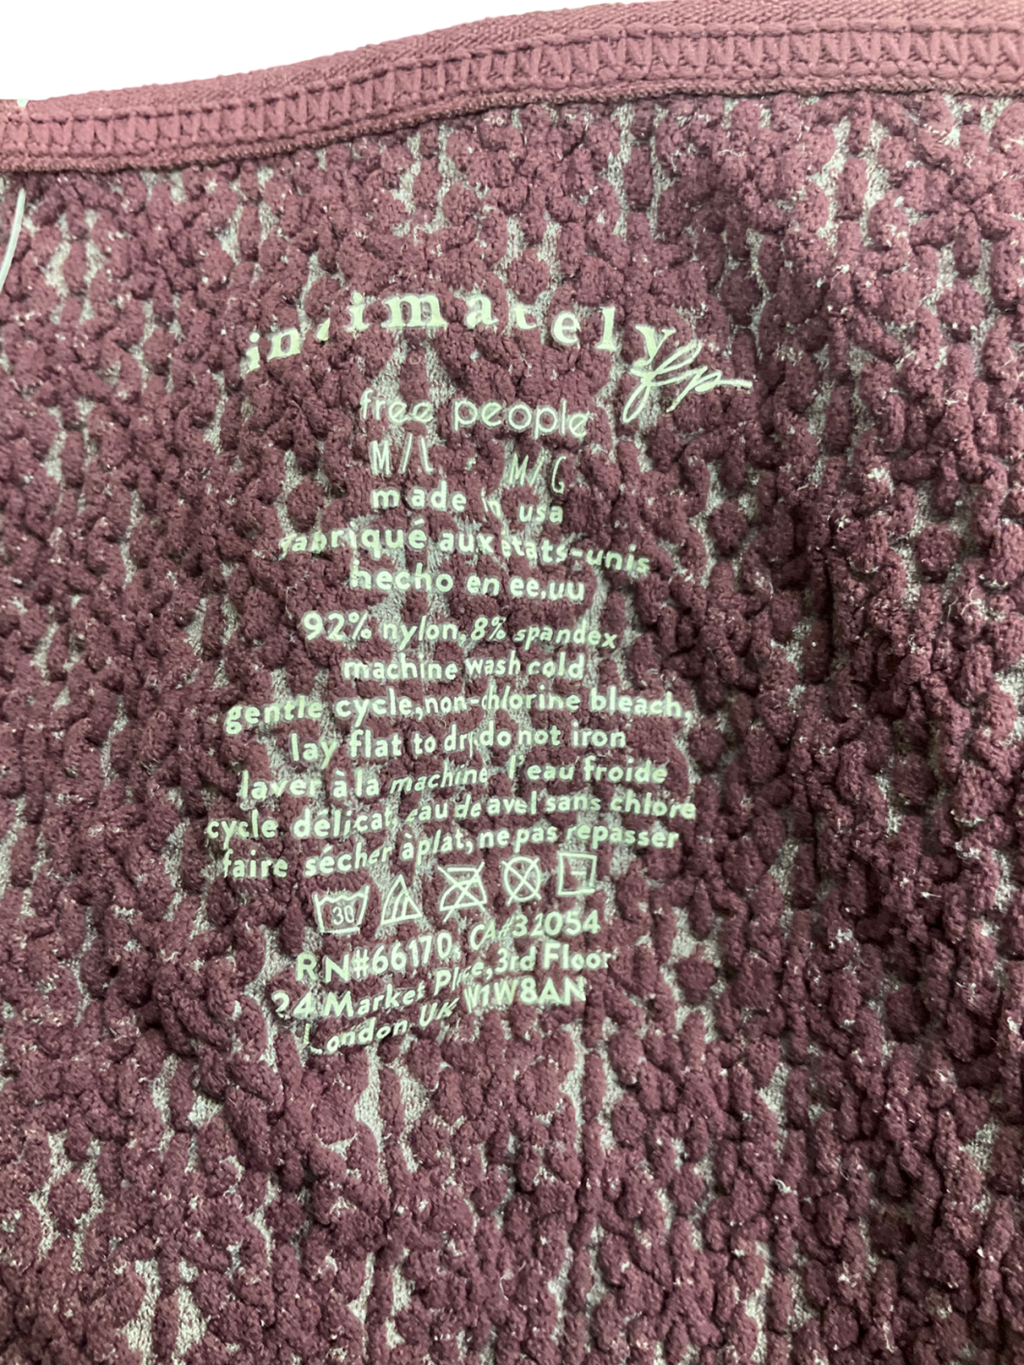 intimately fp
free people
M/L M/G
made in usa
fabriqué aux états-unis
hecho en ee.uu
92% nylon, 8% spandex
machine wash cold
gentle cycle, non-chlorine bleach,
lay flat to dry, do not iron
laver à la machine l'eau froide
cycle délicat, eau de avel sans chlore
faire sécher à plat, ne pas repasser
30
RN#66170, CA#32054
24 Market Place, 3rd Floor
London UK W1W8AN